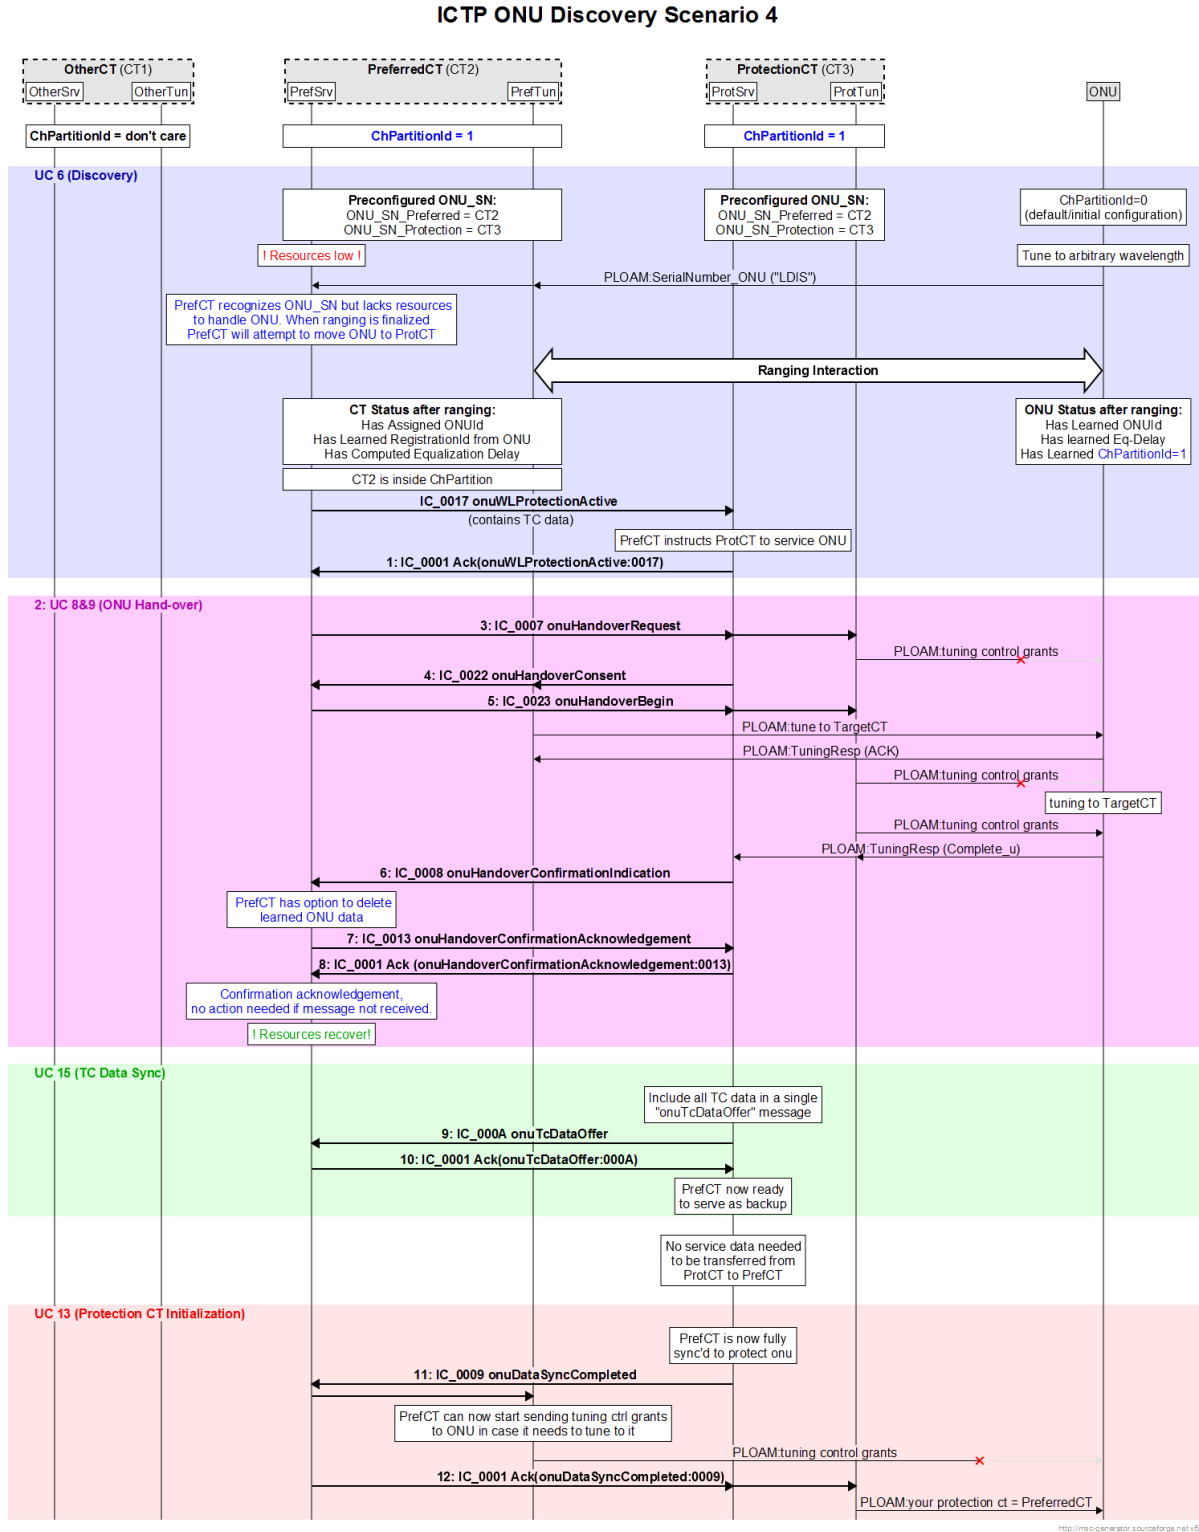 ICTP ONU Discovery Scenario 4
OtherCT (CT1)
PreferredCT (CT2)
ProtectionCT (CT3)
OtherSrv
OtherTun
PrefSrv
PrefTun
ProtSrv
ProtTun
ONU
ChPartitionId = don't care
ChPartitionId = 1
ChPartitionId = 1
UC 6 (Discovery)
Preconfigured ONU_SN:
ONU_SN_Preferred = CT2
ONU_SN_Protection = CT3
Preconfigured ONU_SN:
ONU_SN_Preferred = CT2
ONU_SN_Protection = CT3
ChPartitionId=0
(default/initial configuration)
! Resources low !
Tune to arbitrary wavelength
PLOAM:SerialNumber_ONU ("LDIS")
PrefCT recognizes ONU_SN but lacks resources
to handle ONU. When ranging is finalized
PrefCT will attempt to move ONU to ProtCT
Ranging Interaction
CT Status after ranging:
Has Assigned ONUId
Has Learned RegistrationId from ONU
Has Computed Equalization Delay
ONU Status after ranging:
Has Learned ONUId
Has learned Eq-Delay
Has Learned ChPartitionId=1
CT2 is inside ChPartition
IC_0017 onuWLProtectionActive
(contains TC data)
PrefCT instructs ProtCT to service ONU
1: IC_0001 Ack(onuWLProtectionActive:0017)
2: UC 8&9 (ONU Hand-over)
3: IC_0007 onuHandoverRequest
PLOAM:tuning control grants
4: IC_0022 onuHandoverConsent
5: IC_0023 onuHandoverBegin
PLOAM:tune to TargetCT
PLOAM:TuningResp (ACK)
PLOAM:tuning control grants
tuning to TargetCT
PLOAM:tuning control grants
PLOAM:TuningResp (Complete_u)
6: IC_0008 onuHandoverConfirmationIndication
PrefCT has option to delete
learned ONU data
7: IC_0013 onuHandoverConfirmationAcknowledgement
8: IC_0001 Ack (onuHandoverConfirmationAcknowledgement:0013)
Confirmation acknowledgement,
no action needed if message not received.
! Resources recover!
UC 15 (TC Data Sync)
Include all TC data in a single
"onuTcDataOffer" message
9: IC_000A onuTcDataOffer
10: IC_0001 Ack(onuTcDataOffer:000A)
PrefCT now ready
to serve as backup
No service data needed
to be transferred from
ProtCT to PrefCT
UC 13 (Protection CT Initialization)
PrefCT is now fully
sync'd to protect onu
11: IC_0009 onuDataSyncCompleted
PrefCT can now start sending tuning ctrl grants
to ONU in case it needs to tune to it
PLOAM:tuning control grants
12: IC_0001 Ack(onuDataSyncCompleted:0009)
PLOAM:your protection ct = PreferredCT
http://msc-generator.sourceforge.net v5